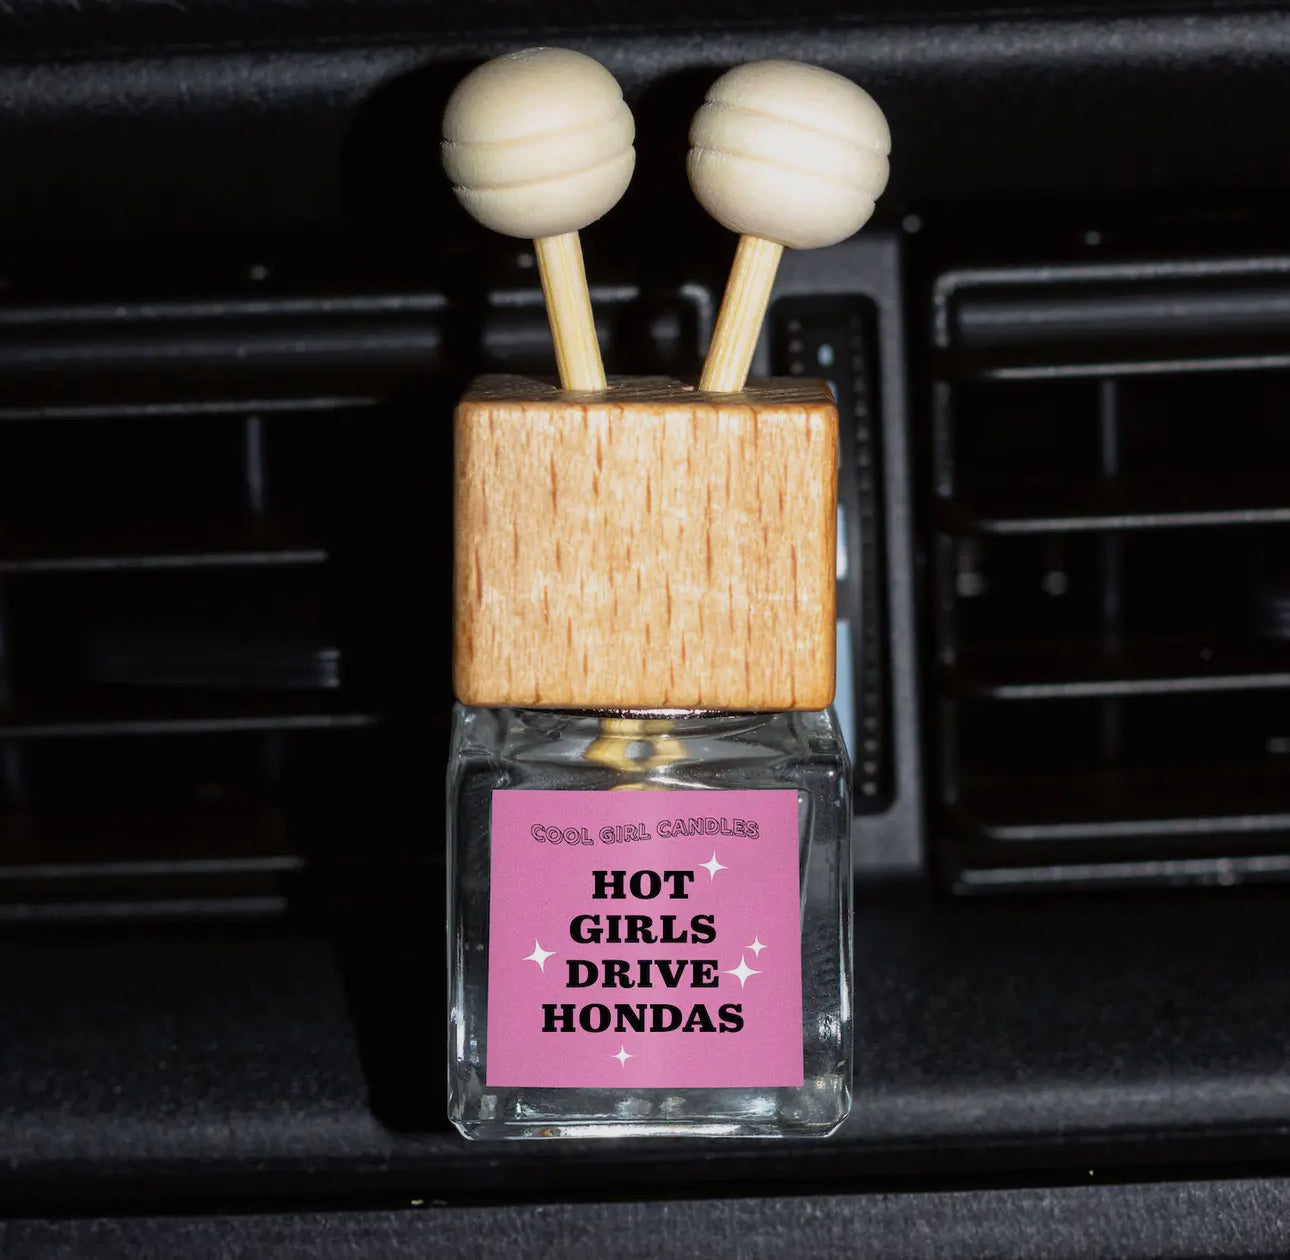 COOL GIRL CANDLES
HOT
GIRLS
DRIVE
HONDAS